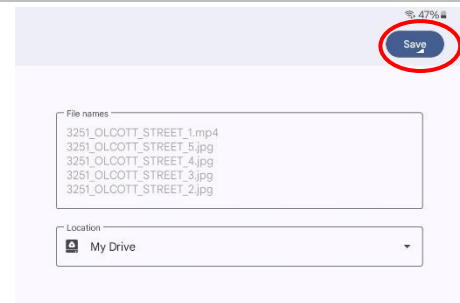 47%
Save
File names
3251_OLCOTT_STREET_1.mp4
3251_OLCOTT_STREET_5.jpg
3251_OLCOTT_STREET_4.jpg
3251_OLCOTT_STREET_3.jpg
3251_OLCOTT_STREET_2.jpg
Location
My Drive